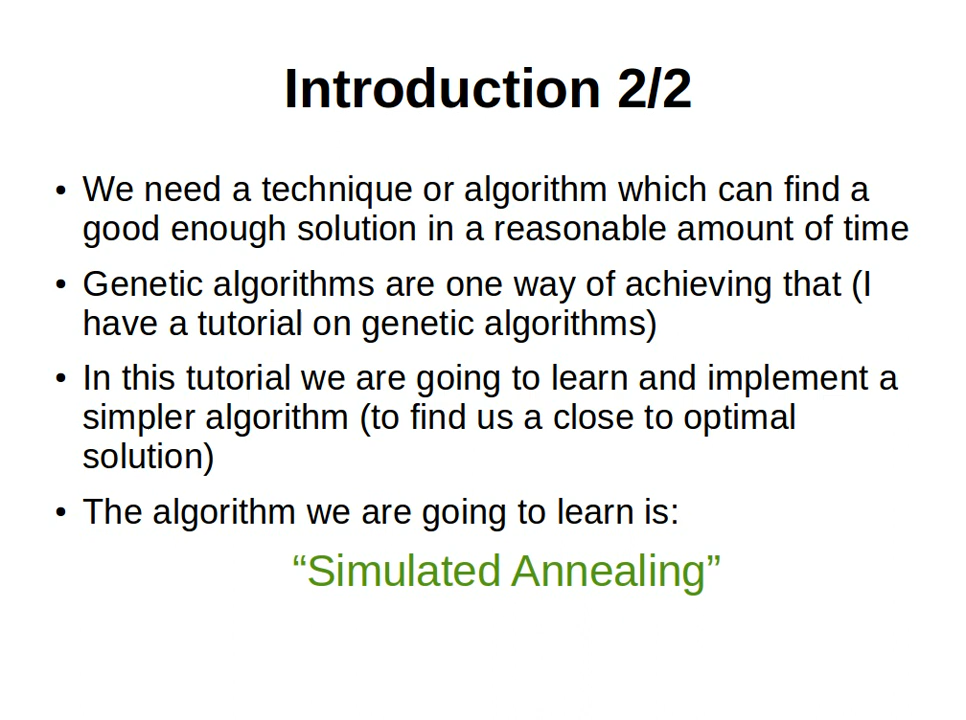 Introduction 2/2
• We need a technique or algorithm which can find a
good enough solution in a reasonable amount of time
• Genetic algorithms are one way of achieving that (I
have a tutorial on genetic algorithms)
• In this tutorial we are going to learn and implement a
simpler algorithm (to find us a close to optimal
solution)
• The algorithm we are going to learn is:
“Simulated Annealing”